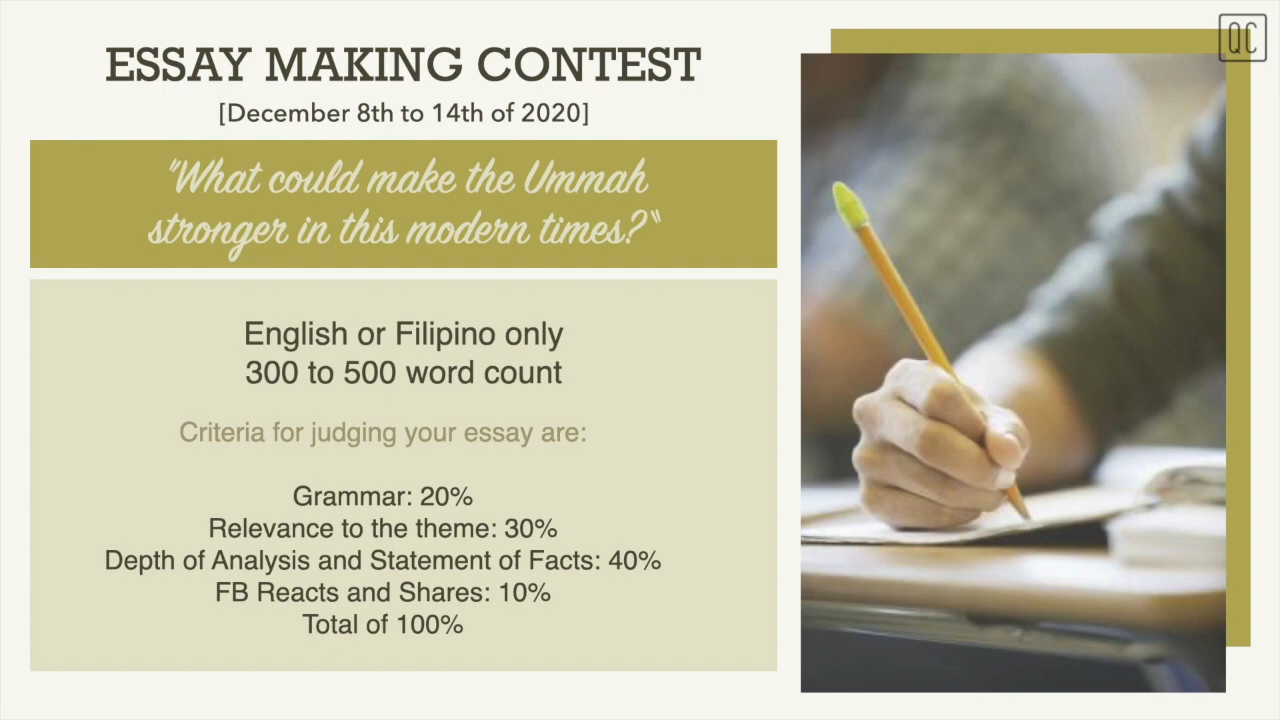 ESSAY MAKING CONTEST
[December 8th to 14th of 2020]
"What could make the Ummah
stronger in this modern times?"
English or Filipino only
300 to 500 word count
Criteria for judging your essay are:
Grammar: 20%
Relevance to the theme: 30%
Depth of Analysis and Statement of Facts: 40%
FB Reacts and Shares: 10%
Total of 100%
QC